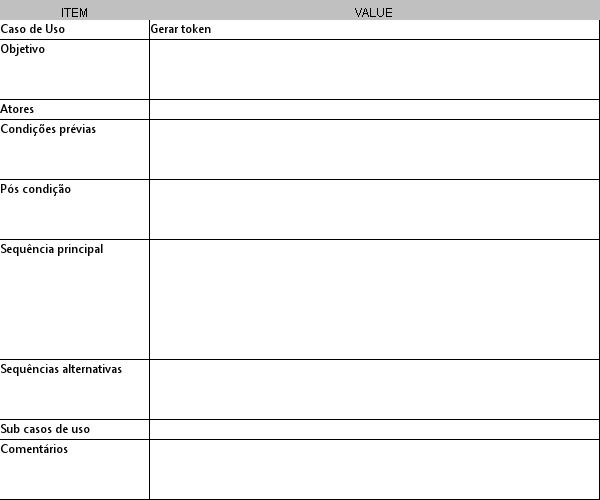 ITEM VALUE
Caso de Uso Gerar token
Objetivo
Atores
Condições prévias
Pós condição
Sequência principal
Sequências alternativas
Sub casos de uso
Comentários